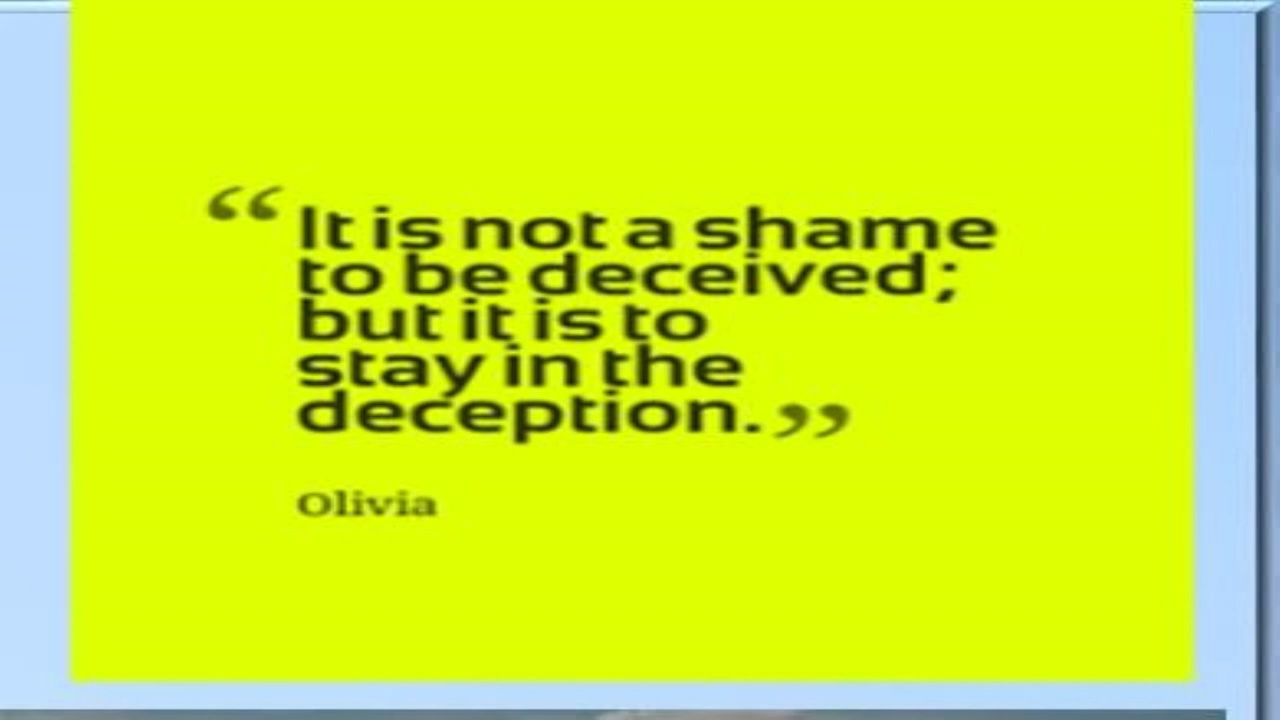 “It is not a shame
to be deceived;
but it is to
stay in the
deception.”
Olivia